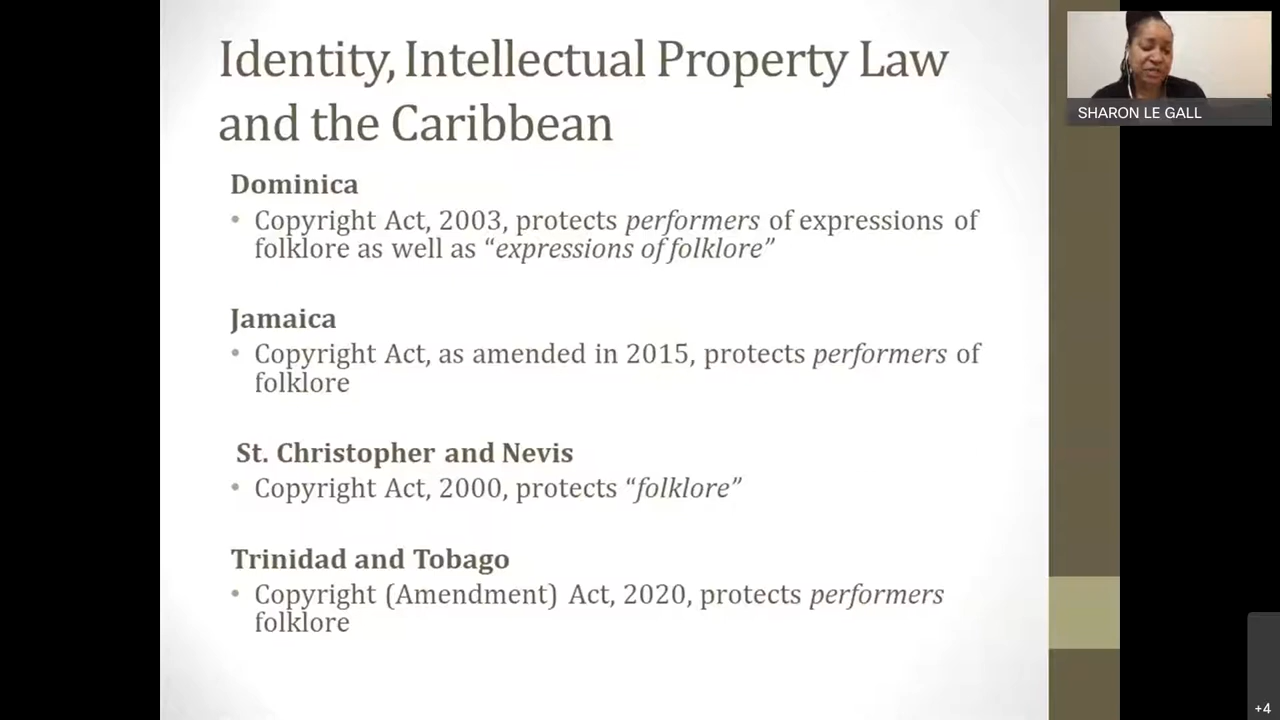 Identity, Intellectual Property Law
and the Caribbean
SHARON LE GALL
Dominica
• Copyright Act, 2003, protects performers of expressions of
folklore as well as “expressions of folklore”
Jamaica
• Copyright Act, as amended in 2015, protects performers of
folklore
St. Christopher and Nevis
• Copyright Act, 2000, protects “folklore”
Trinidad and Tobago
• Copyright (Amendment) Act, 2020, protects performers
folklore
+4